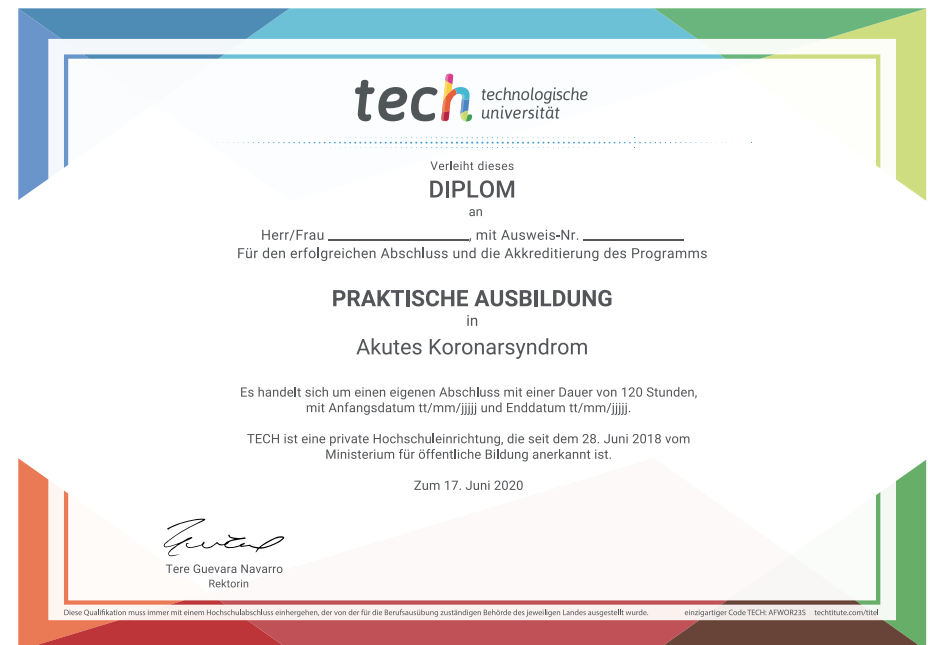 tech technologische
universität
Verleiht dieses
DIPLOM
an
Herr/Frau ____________________, mit Ausweis-Nr. ______________
Für den erfolgreichen Abschluss und die Akkreditierung des Programms
PRAKTISCHE AUSBILDUNG
in
Akutes Koronarsyndrom
Es handelt sich um einen eigenen Abschluss mit einer Dauer von 120 Stunden,
mit Anfangsdatum tt/mm/jjjjj und Enddatum tt/mm/jjjjj.
TECH ist eine private Hochschuleinrichtung, die seit dem 28. Juni 2018 vom
Ministerium für öffentliche Bildung anerkannt ist.
Zum 17. Juni 2020
Tere Guevara Navarro
Rektorin
Diese Qualifikation muss immer mit einem Hochschulabschluss einhergehen, der von der für die Berufsausübung zuständigen Behörde des jeweiligen Landes ausgestellt wurde. einzigartiger Code TECH: AFWOR23S techtitute.com/titel